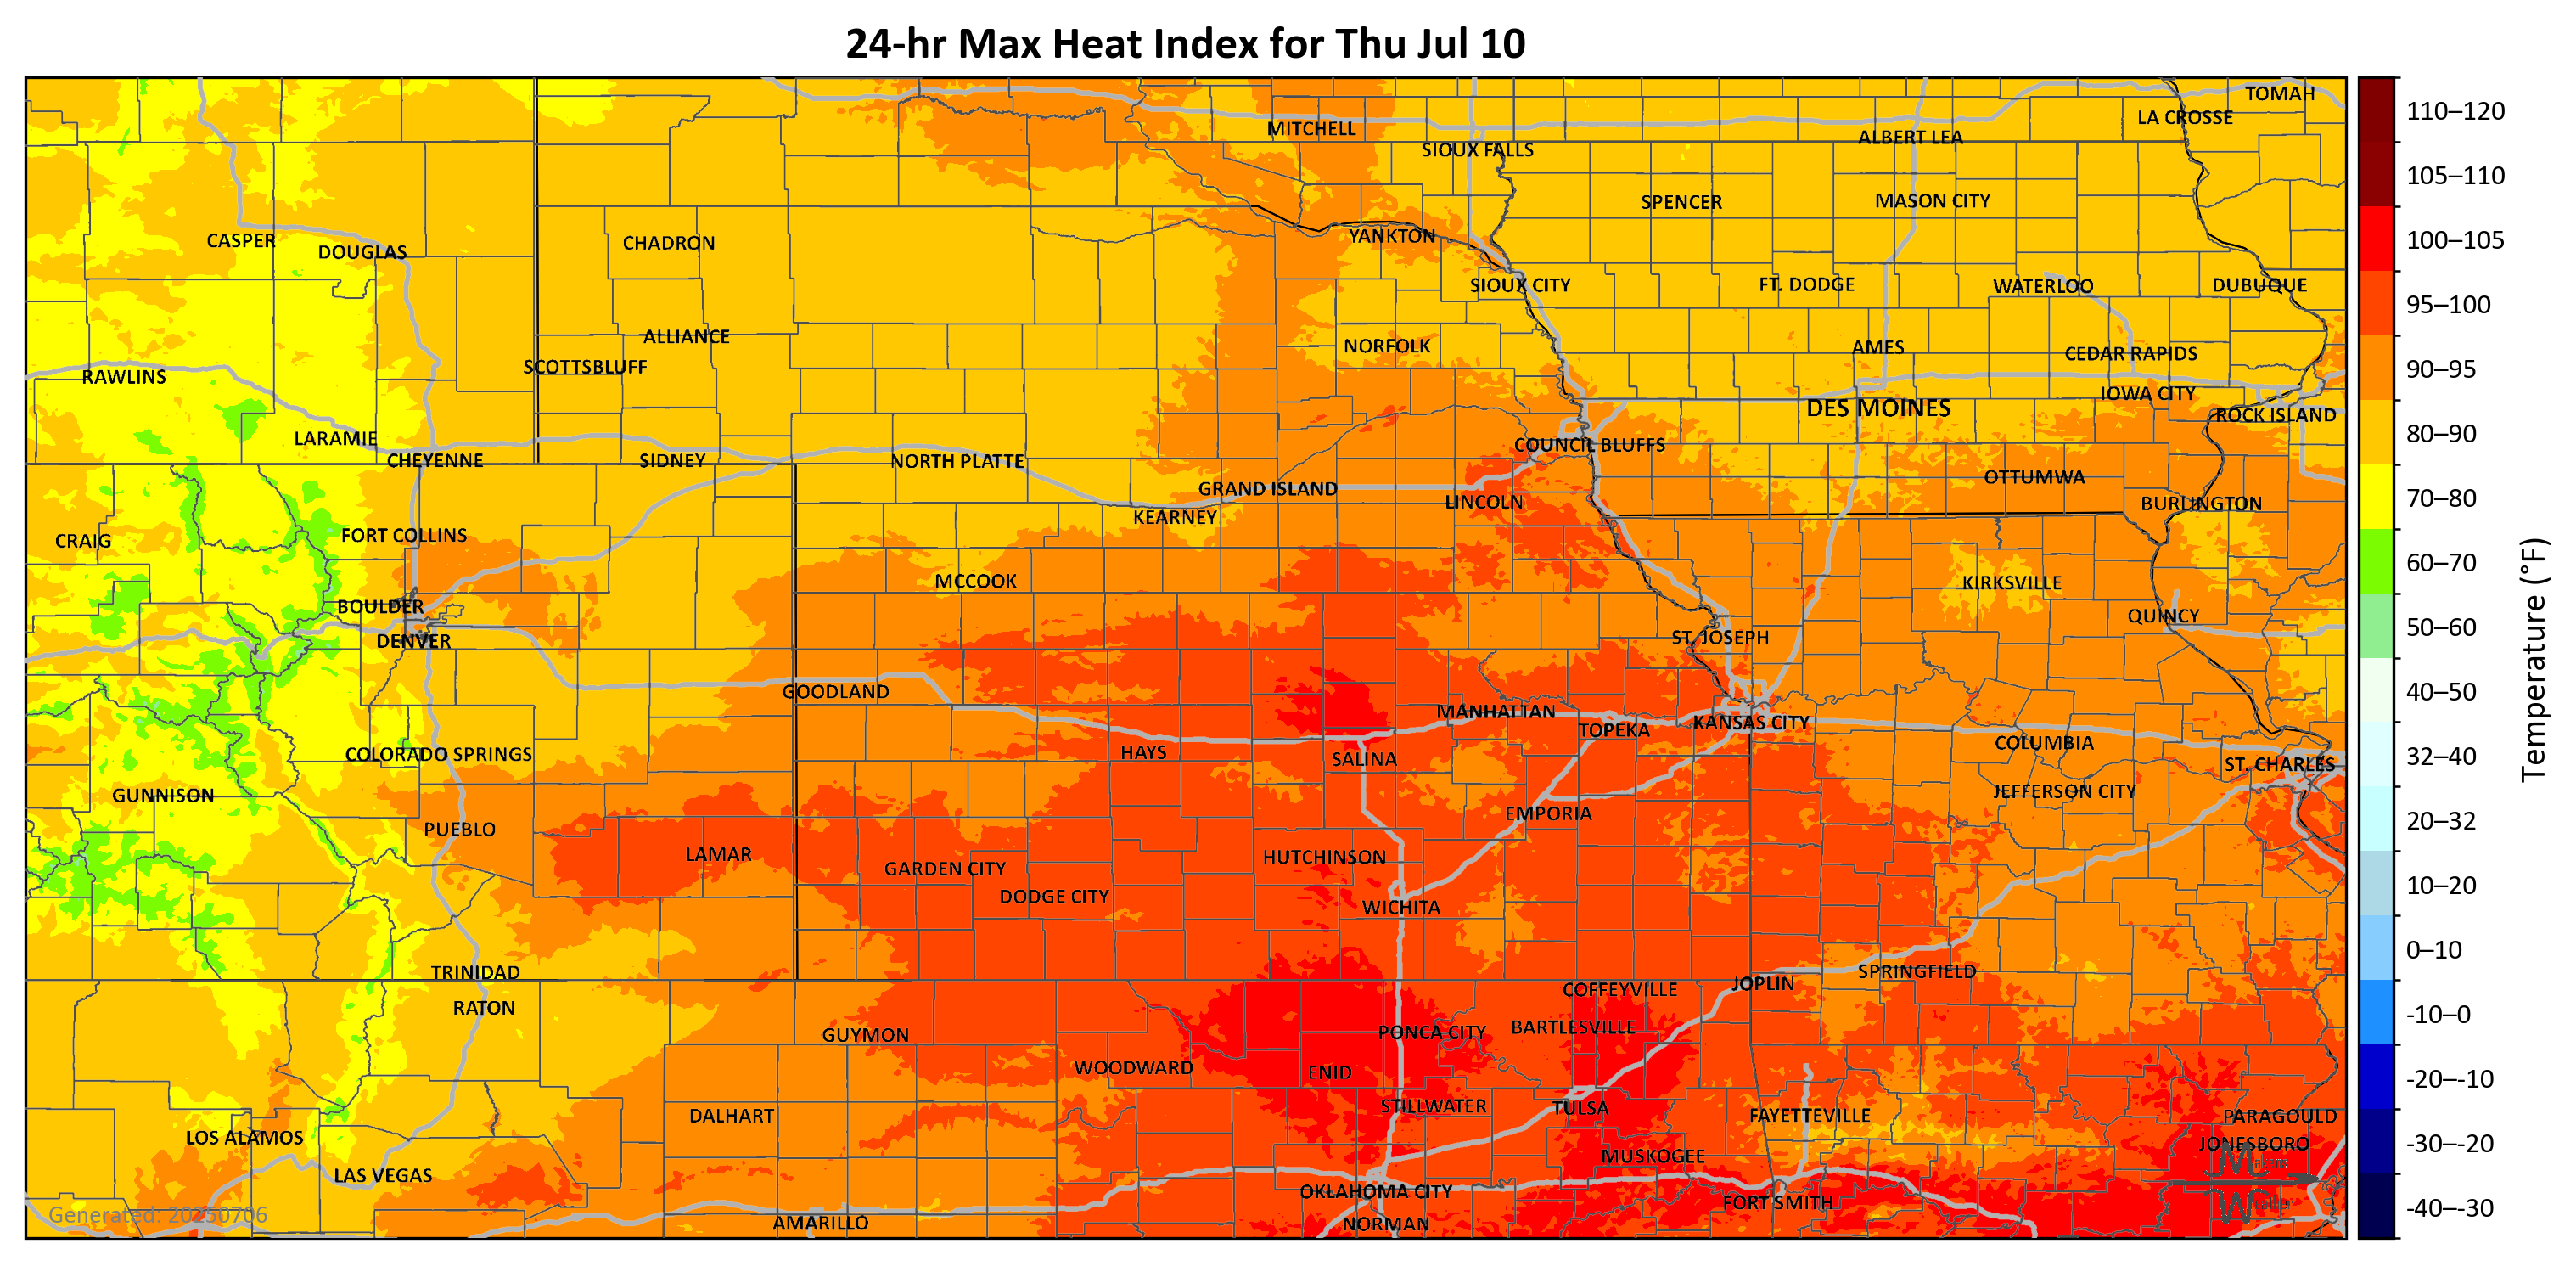 24-hr Max Heat Index for Thu Jul 10
TOMAH
LA CROSSE
MITCHELL
ALBERT LEA
SIOUX FALLS
SPENCER
MASON CITY
YANKTON
CASPER
CHADRON
DOUGLAS
SIOUX CITY
FT. DODGE
WATERLOO
DUBUQUE
ALLIANCE
NORFOLK
AMES
CEDAR RAPIDS
SCOTTSBLUFF
RAWLINS
IOWA CITY
DES MOINES
ROCK ISLAND
LARAMIE
COUNCIL BLUFFS
CHEYENNE
SIDNEY
NORTH PLATTE
OTTUMWA
GRAND ISLAND
LINCOLN
BURLINGTON
KEARNEY
FORT COLLINS
CRAIG
MCCOOK
KIRKSVILLE
BOULDER
QUINCY
DENVER
ST. JOSEPH
GOODLAND
MANHATTAN
KANSAS CITY
TOPEKA
COLUMBIA
HAYS
COLORADO SPRINGS
SALINA
ST. CHARLES
JEFFERSON CITY
GUNNISON
EMPORIA
PUEBLO
LAMAR
HUTCHINSON
GARDEN CITY
DODGE CITY
WICHITA
TRINIDAD
SPRINGFIELD
JOPLIN
COFFEYVILLE
RATON
BARTLESVILLE
PONCA CITY
GUYMON
WOODWARD
ENID
STILLWATER
TULSA
DALHART
FAYETTEVILLE
PARAGOULD
LOS ALAMOS
JONESBORO
MUSKOGEE
LAS VEGAS
OKLAHOMA CITY
FORT SMITH
Generated: 20250706
AMARILLO
NORMAN
110–120
105–110
100–105
95–100
90–95
80–90
70–80
60–70
50–60
40–50
32–40
20–32
10–20
0–10
-10–0
-20–-10
-30–-20
-40–-30
Temperature (°F)